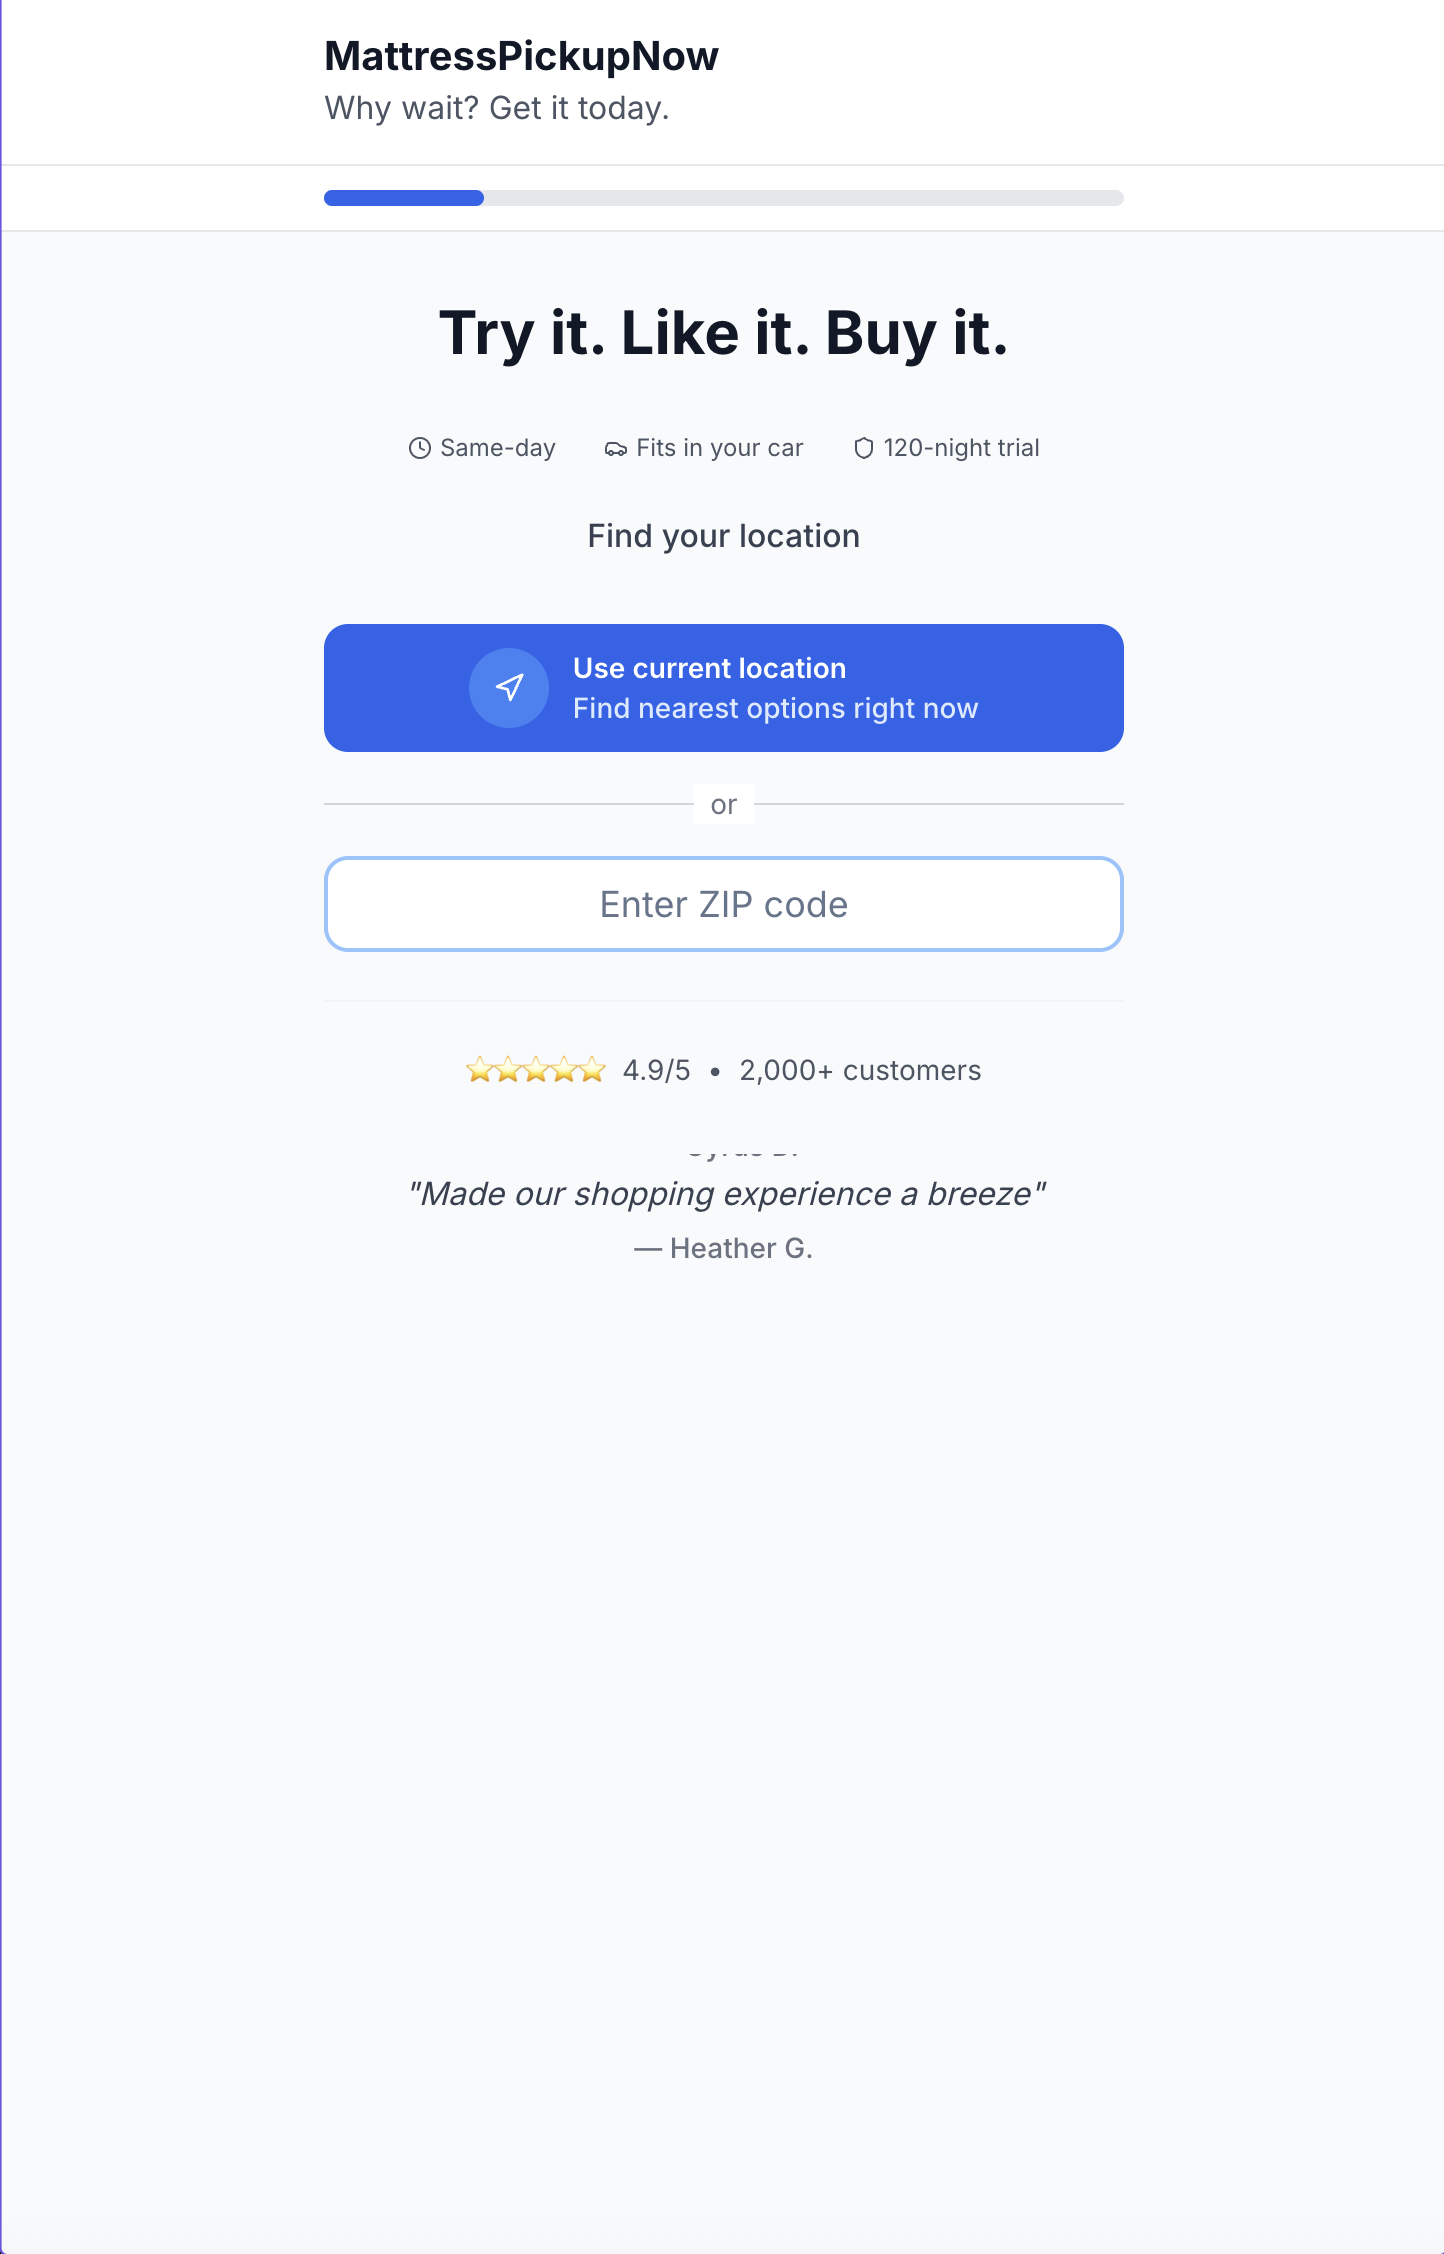 MattressPickupNow
Why wait? Get it today.
Try it. Like it. Buy it.
Same-day Fits in your car 120-night trial
Find your location
Use current location
Find nearest options right now
or
Enter ZIP code
4.9/5 • 2,000+ customers
"Made our shopping experience a breeze"
— Heather G.